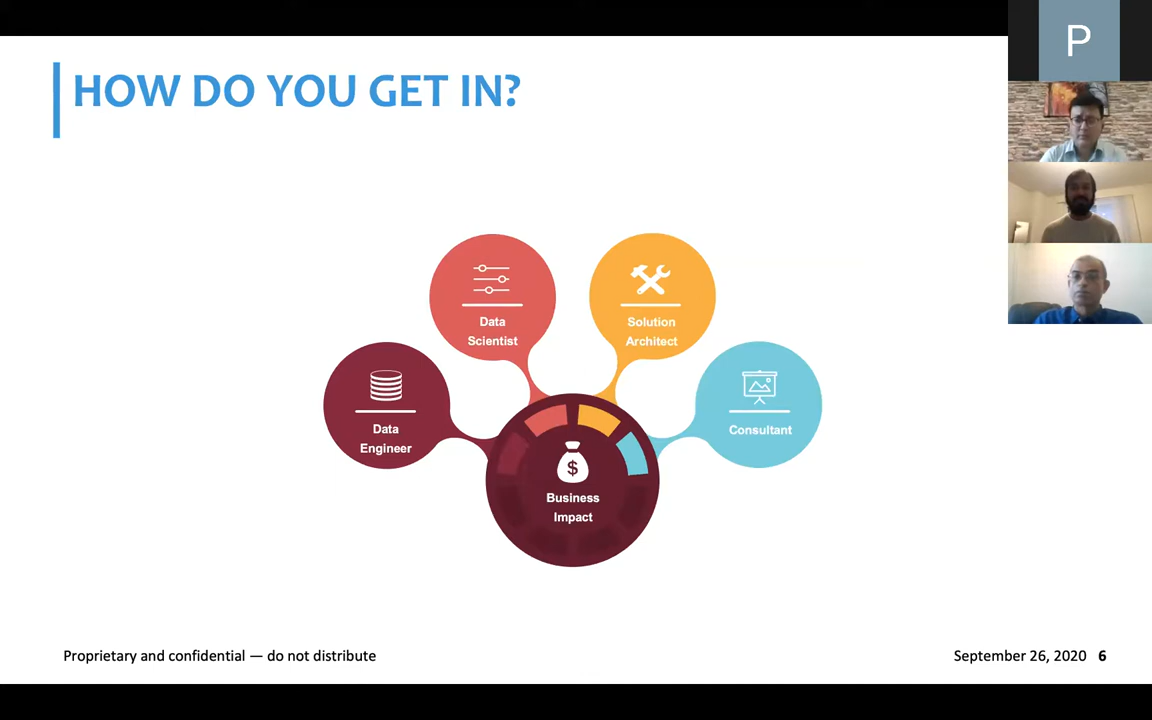 P
HOW DO YOU GET IN?
Data
Scientist
Solution
Architect
Data
Engineer
Consultant
$
Business
Impact
Proprietary and confidential — do not distribute
September 26, 2020 6